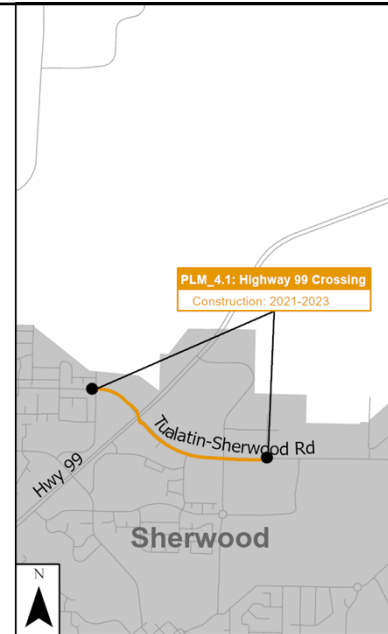 PLM_4.1: Highway 99 Crossing
Construction: 2021-2023
Tualatin-Sherwood Rd
Hwy 99
Sherwood
N